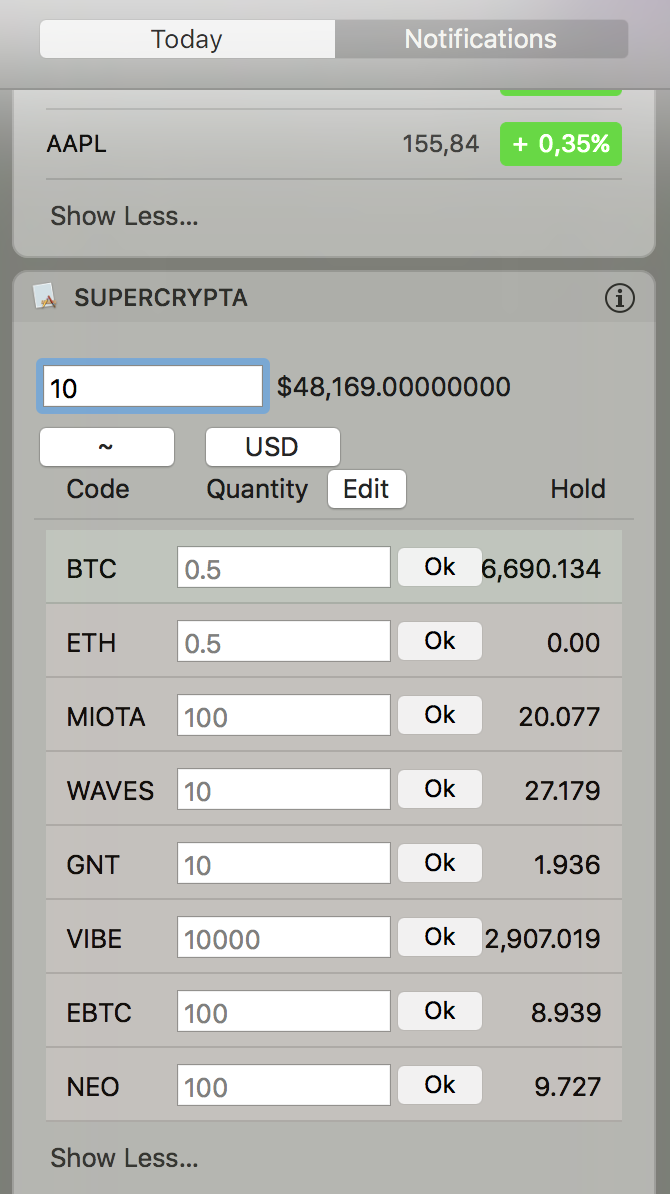 Today Notifications
AAPL 155,84 + 0,35%
Show Less...
SUPERCRYPTA
10 $48,169.00000000
~ USD
Code Quantity Edit Hold
BTC 0.5 Ok 6,690.134
ETH 0.5 Ok 0.00
MIOTA 100 Ok 20.077
WAVES 10 Ok 27.179
GNT 10 Ok 1.936
VIBE 10000 Ok 2,907.019
EBTC 100 Ok 8.939
NEO 100 Ok 9.727
Show Less...